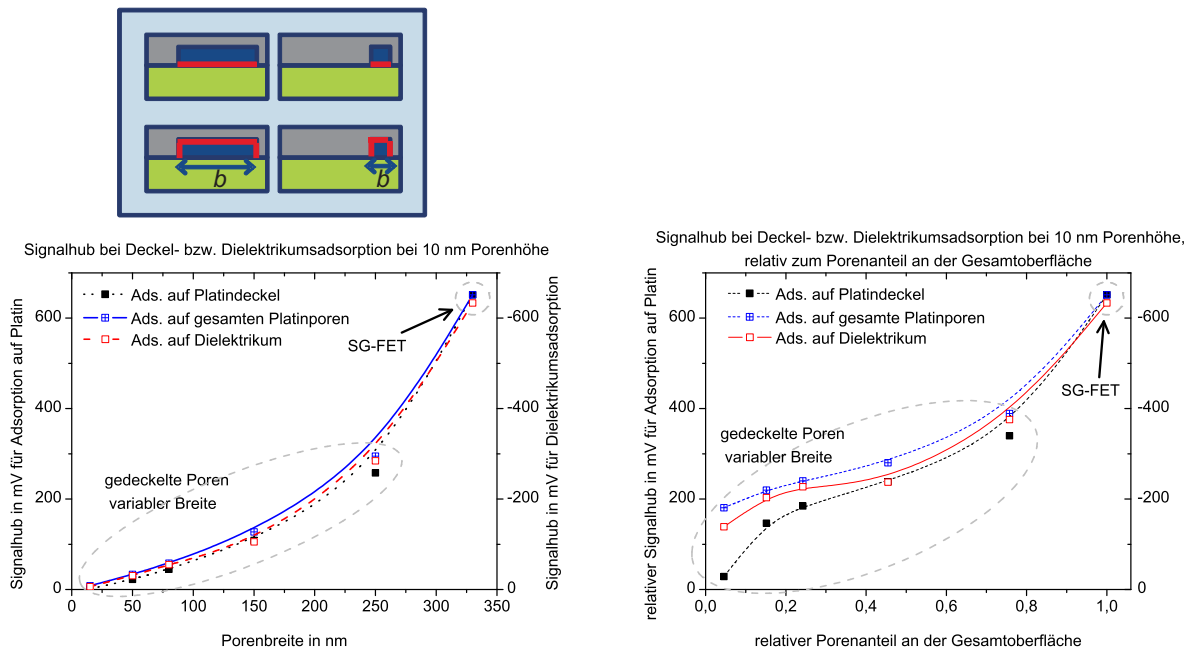 b
b
Signalhub bei Deckel- bzw. Dielektrikumsadsorption bei 10 nm Porenhöhe
Ads. auf Platindeckel
Ads. auf gesamten Platinporen
Ads. auf Dielektrikum
SG-FET
gedeckelte Poren
variabler Breite
Signalhub in mV für Adsorption auf Platin
600
400
200
0
Signalhub in mV für Dielektrikumsadsorption
-600
-400
-200
0
0
50
100
150
200
250
300
350
Porenbreite in nm
Signalhub bei Deckel- bzw. Dielektrikumsadsorption bei 10 nm Porenhöhe,
relativ zum Porenanteil an der Gesamtoberfläche
Ads. auf Platindeckel
Ads. auf gesamte Platinporen
Ads. auf Dielektrikum
SG-FET
gedeckelte Poren
variabler Breite
relativer Signalhub in mV für Adsorption auf Platin
600
400
200
0
-600
-400
-200
0
0,0
0,2
0,4
0,6
0,8
1,0
relativer Porenanteil an der Gesamtoberfläche